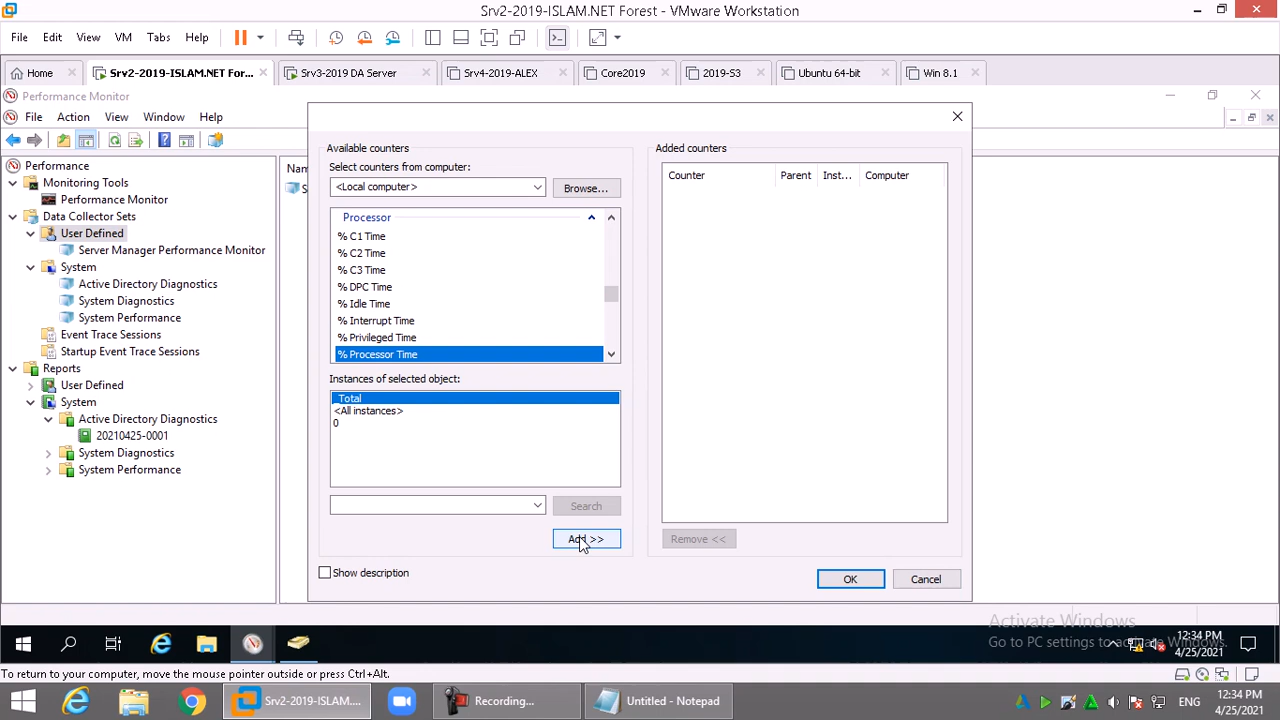 Srv2-2019-ISLAM.NET Forest - VMware Workstation
File Edit View VM Tabs Help
Home
Srv2-2019-ISLAM.NET For...
Srv3-2019 DA Server
Srv4-2019-ALEX
Core2019
2019-S3
Ubuntu 64-bit
Win 8.1
Performance Monitor
File Action View Window Help
Performance
Monitoring Tools
Performance Monitor
Data Collector Sets
User Defined
Server Manager Performance Monitor
System
Active Directory Diagnostics
System Diagnostics
System Performance
Event Trace Sessions
Startup Event Trace Sessions
Reports
User Defined
System
Active Directory Diagnostics
20210425-0001
System Diagnostics
System Performance
Available counters
Select counters from computer:
<Local computer>
Browse...
Processor
% C1 Time
% C2 Time
% C3 Time
% DPC Time
% Idle Time
% Interrupt Time
% Privileged Time
% Processor Time
Instances of selected object:
_Total
<All instances>
0
Search
Add >>
Show description
Added counters
Counter Parent Inst... Computer
Remove <<
OK
Cancel
Activate Windows
Go to PC settings to activate Windows.
12:34 PM
4/25/2021
To return to your computer, move the mouse pointer outside or press Ctrl+Alt.
Srv2-2019-ISLAM....
Recording...
Untitled - Notepad
ENG
12:34 PM
4/25/2021